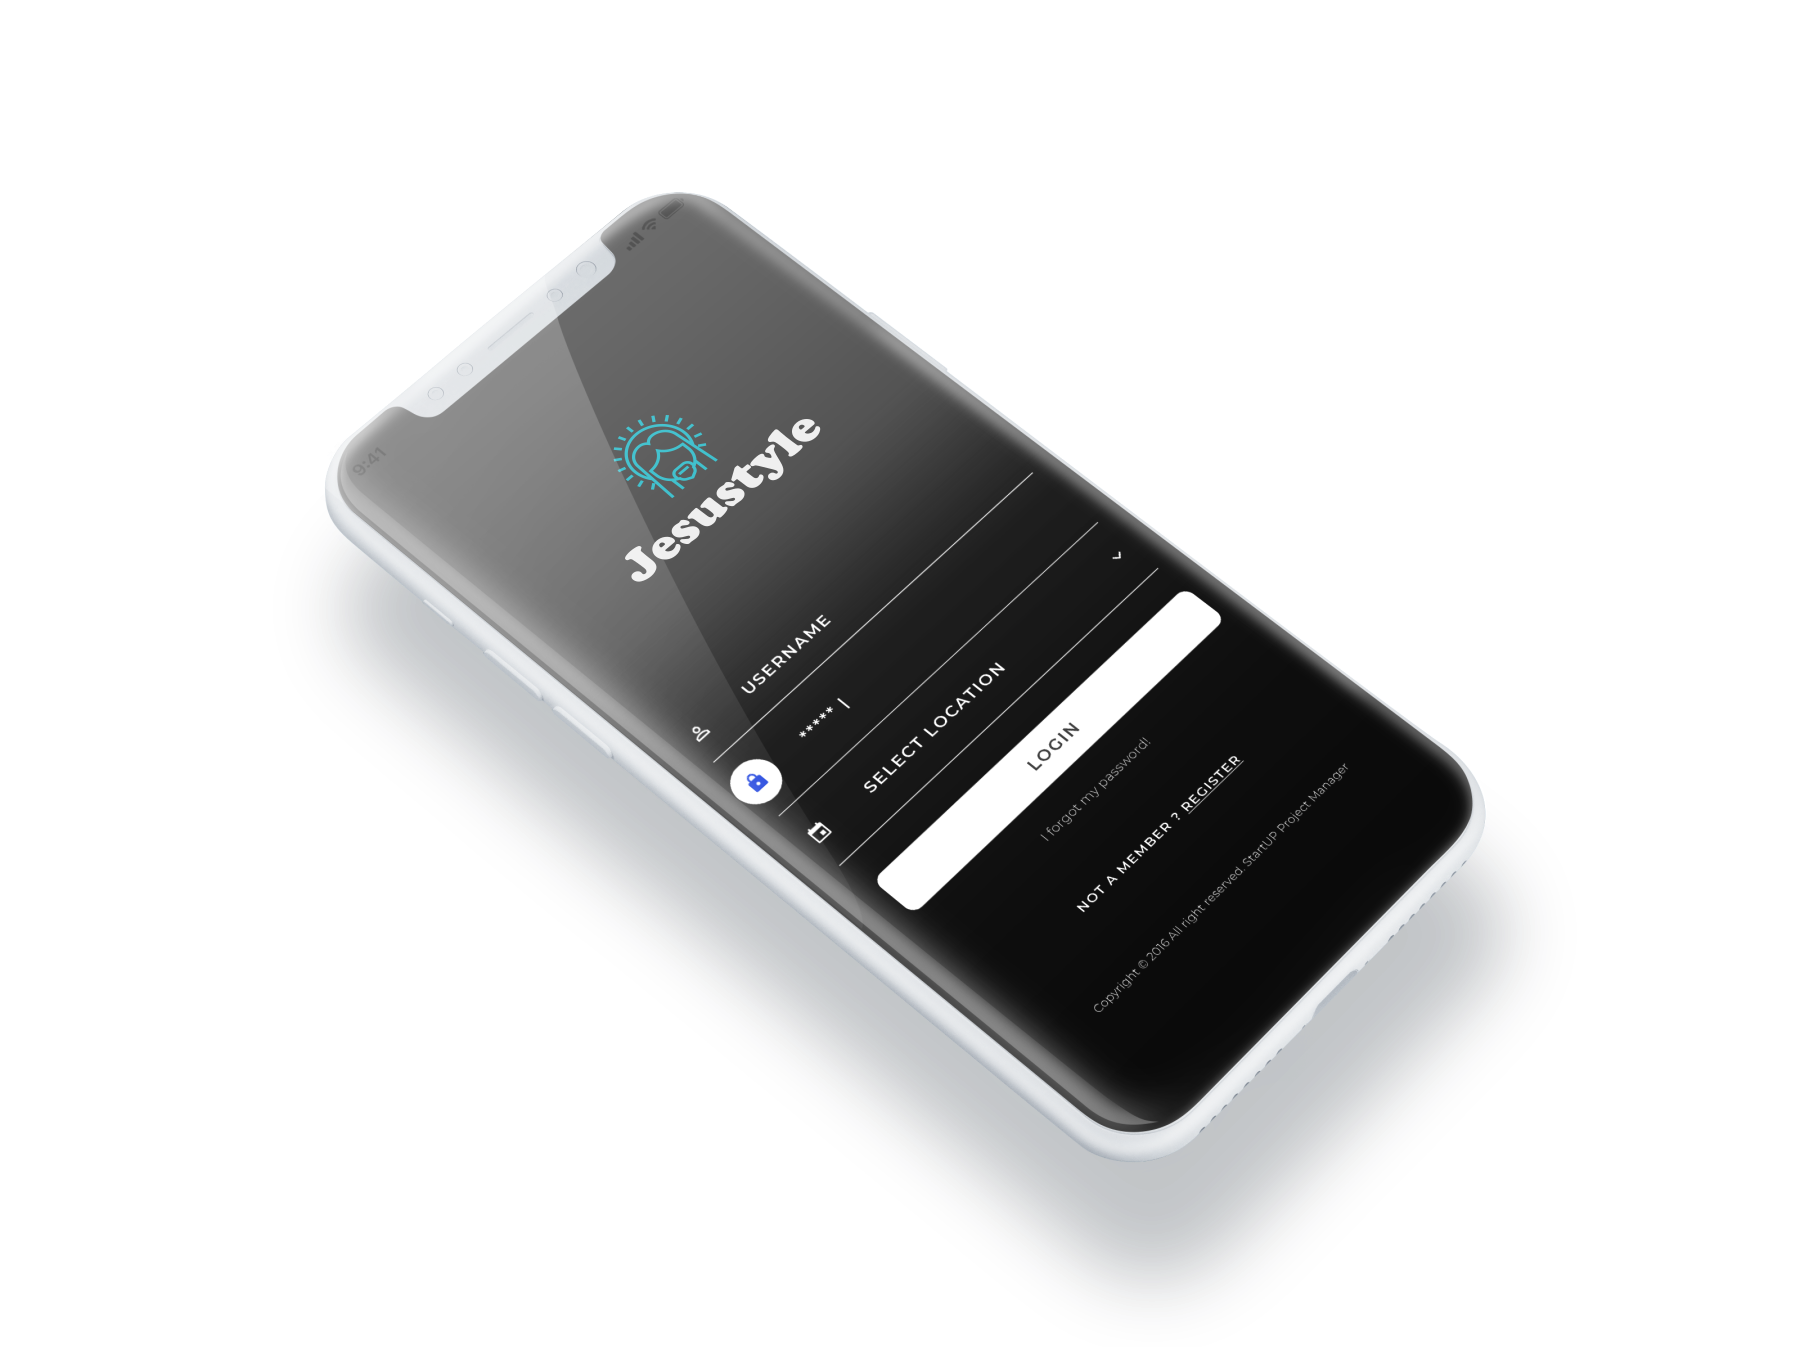 9:41
Jesustyle
USERNAME
***** |
SELECT LOCATION
LOGIN
I forgot my password!
NOT A MEMBER ? REGISTER
Copyright © 2016 All right reserved. StartUP Project Manager